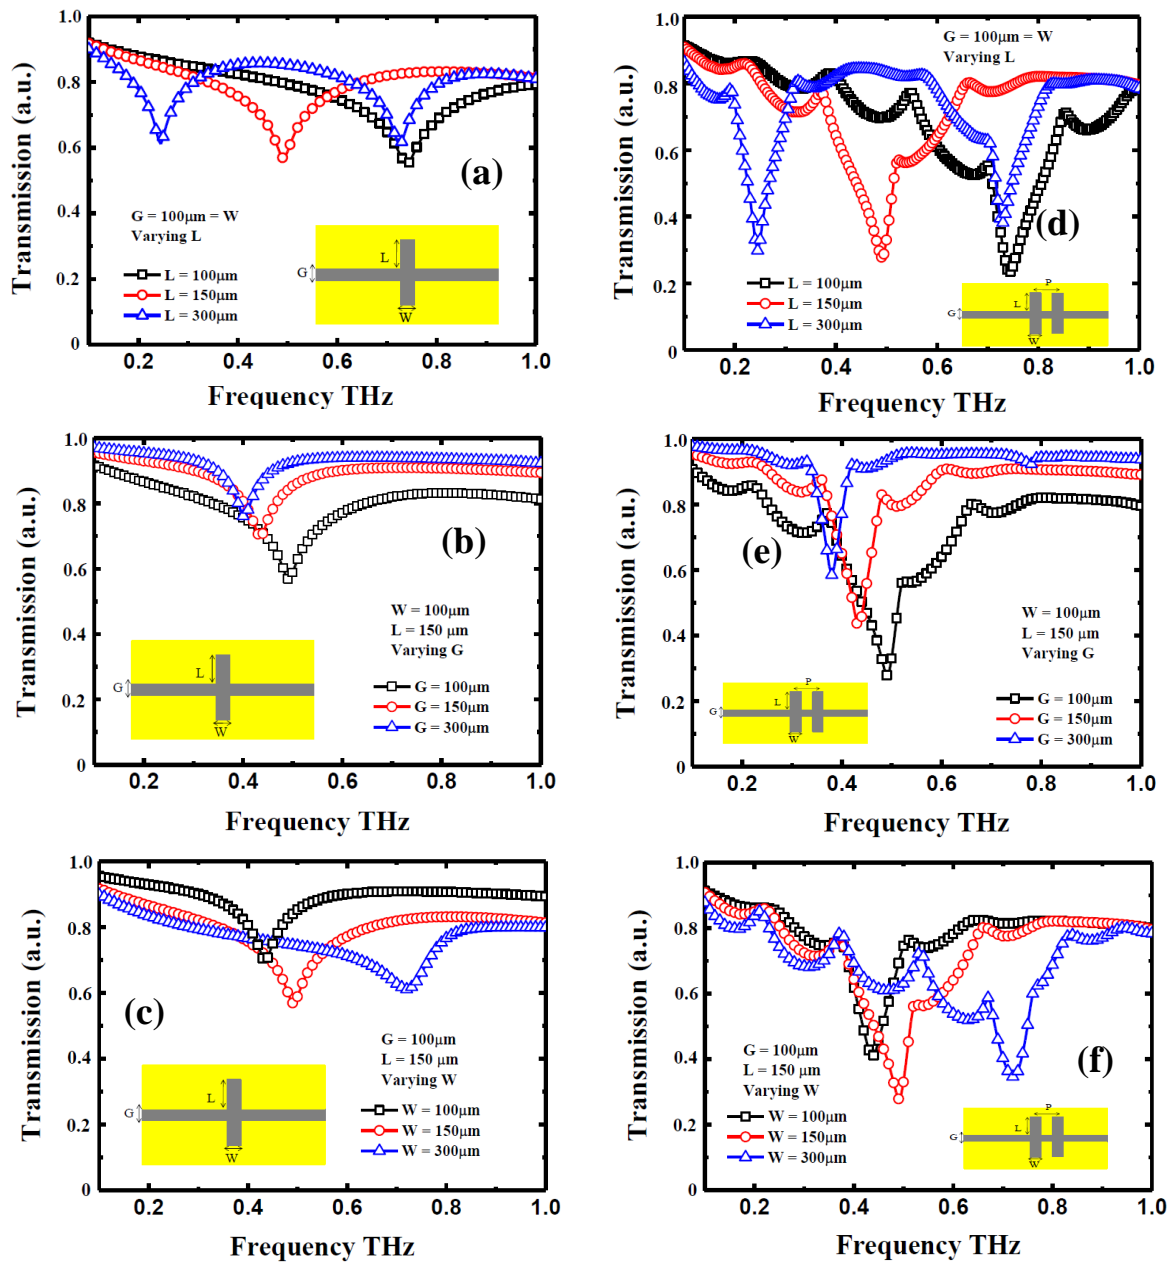 Transmission (a.u.)
1.0
0.8
0.6
0.4
0.2
0
(a)
G = 100μm = W
Varying L
L = 100μm
L = 150μm
L = 300μm
L
G
W
0.2 0.4 0.6 0.8 1.0
Frequency THz
Transmission (a.u.)
1.0
0.8
0.6
0.4
0.2
0
G = 100μm = W
Varying L
(d)
L = 100μm
L = 150μm
L = 300μm
P
L
G
W
0.2 0.4 0.6 0.8 1.0
Frequency THz
Transmission (a.u.)
1.0
0.8
0.6
0.4
0.2
0
(b)
W = 100μm
L = 150 μm
Varying G
G = 100μm
G = 150μm
G = 300μm
L
G
W
0.2 0.4 0.6 0.8 1.0
Frequency THz
Transmission (a.u.)
1.0
0.8
0.6
0.4
0.2
0
(e)
W = 100μm
L = 150 μm
Varying G
G = 100μm
G = 150μm
G = 300μm
P
L
G
W
0.2 0.4 0.6 0.8 1.0
Frequency THz
Transmission (a.u.)
1.0
0.8
0.6
0.4
0.2
0
(c)
G = 100μm
L = 150 μm
Varying W
W = 100μm
W = 150μm
W = 300μm
L
G
W
0.2 0.4 0.6 0.8 1.0
Frequency THz
Transmission (a.u.)
1.0
0.8
0.6
0.4
0.2
0
(f)
G = 100μm
L = 150 μm
Varying W
W = 100μm
W = 150μm
W = 300μm
P
L
G
W
0.2 0.4 0.6 0.8 1.0
Frequency THz